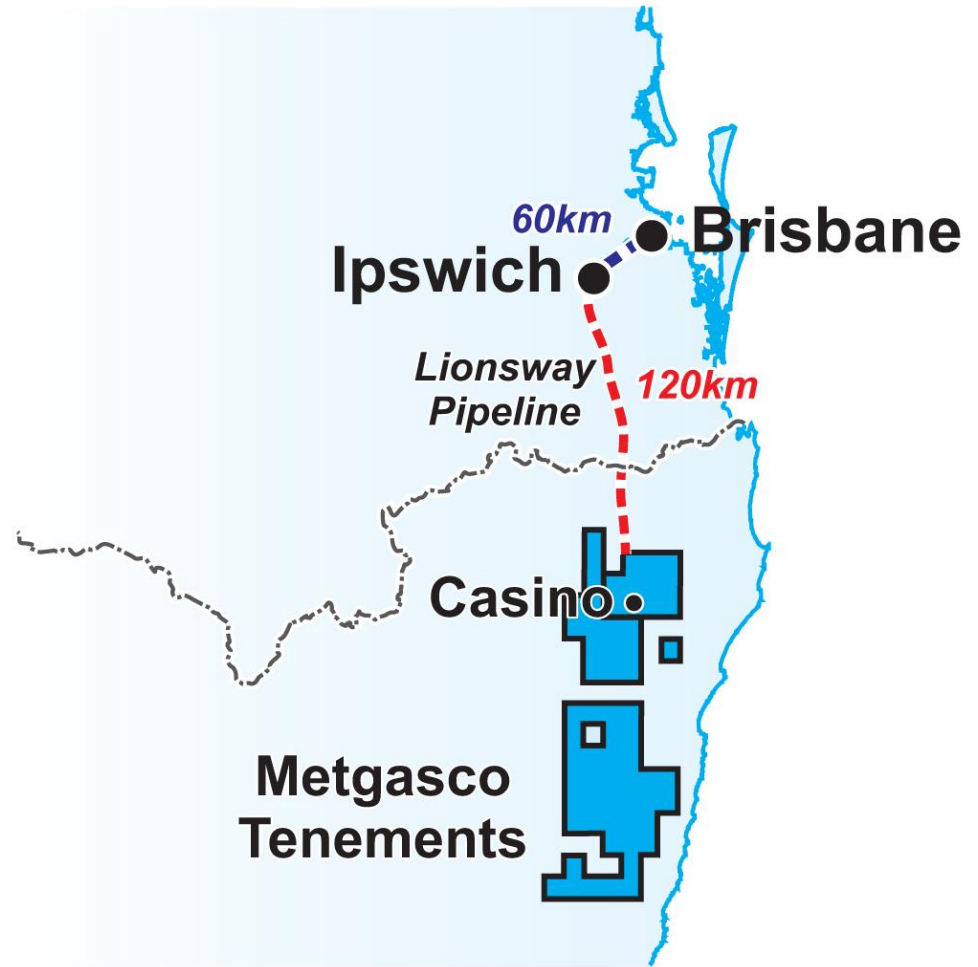 60km
Brisbane
Ipswich
Lionsway
Pipeline
120km
Casino
Metgasco
Tenements